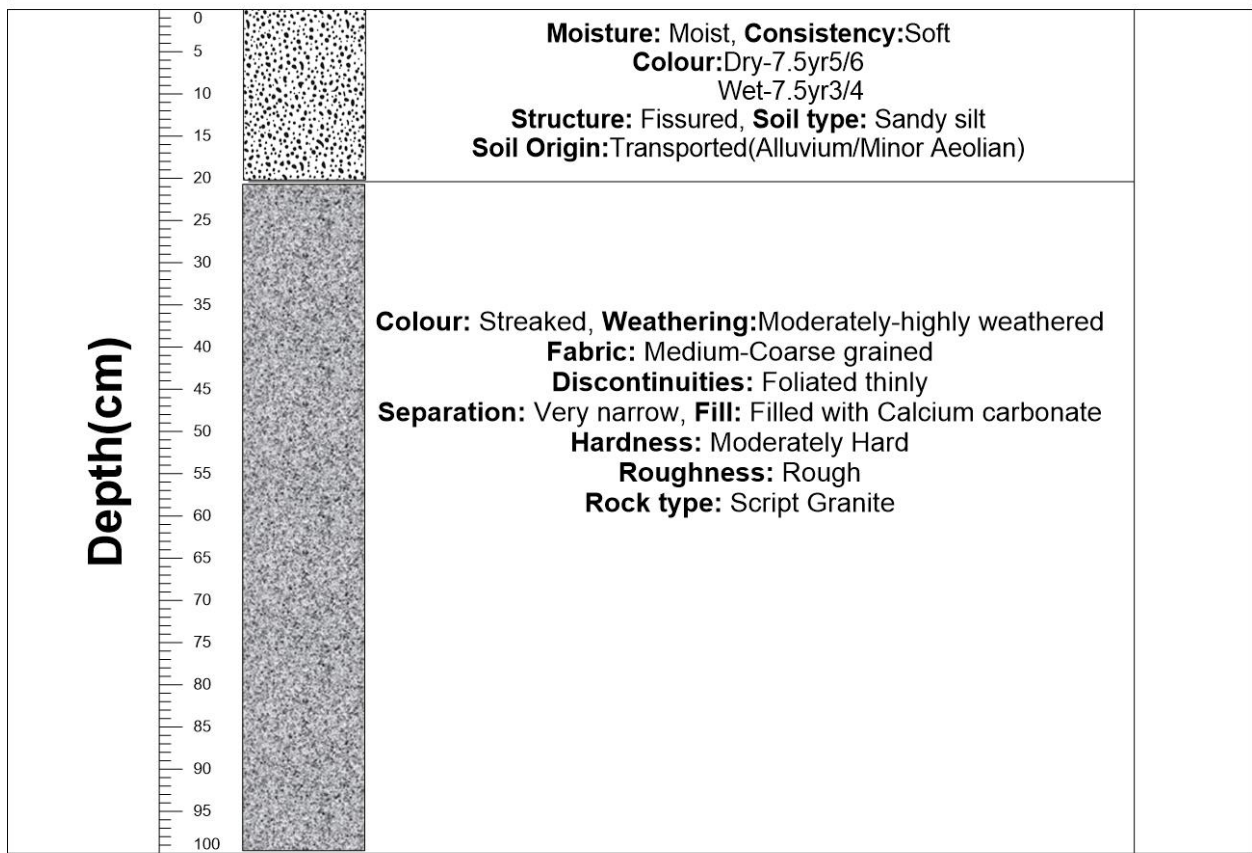 Depth(cm)
0
5
10
15
20
25
30
35
40
45
50
55
60
65
70
75
80
85
90
95
100
Moisture: Moist, Consistency:Soft
Colour:Dry-7.5yr5/6
Wet-7.5yr3/4
Structure: Fissured, Soil type: Sandy silt
Soil Origin:Transported(Alluvium/Minor Aeolian)
Colour: Streaked, Weathering:Moderately-highly weathered
Fabric: Medium-Coarse grained
Discontinuities: Foliated thinly
Separation: Very narrow, Fill: Filled with Calcium carbonate
Hardness: Moderately Hard
Roughness: Rough
Rock type: Script Granite